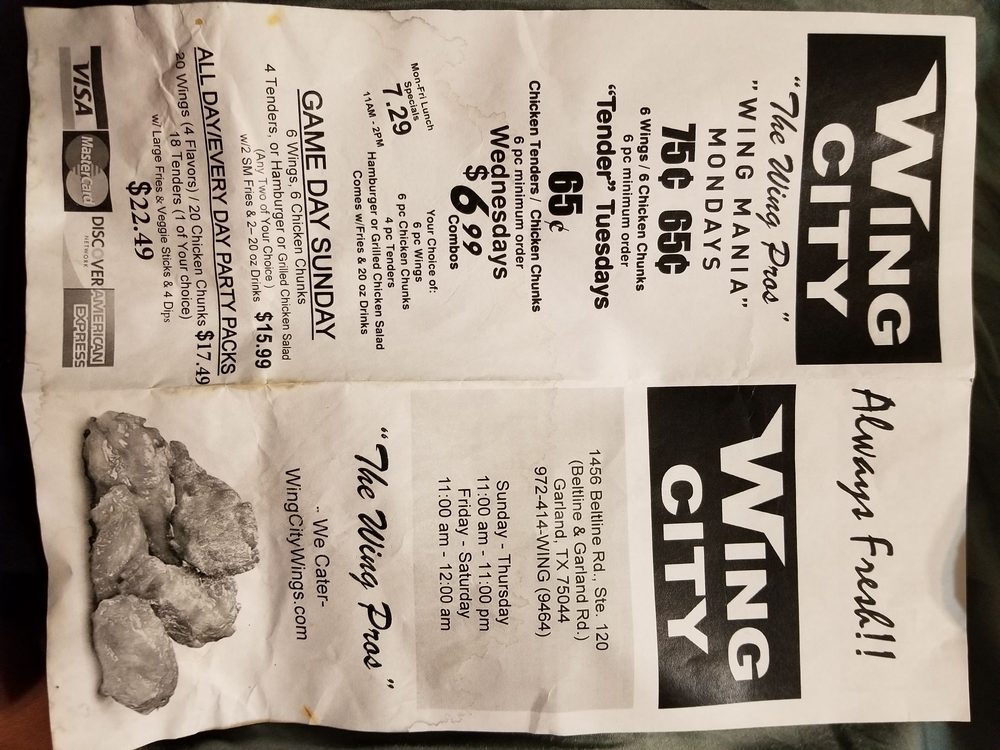 WING
CITY
"The Wing Pros"
"WING MANIA"
MONDAYS
75¢ 65¢
6 Wings / 6 Chicken Chunks
6 pc minimum order
"Tender" Tuesdays
65¢
Chicken Tenders / Chicken Chunks
6 pc minimum order
Wednesdays
$6.99
Combos
Mon-Fri Lunch
Specials
7.29
11AM - 2PM
Your Choice of:
6 pc Wings
6 pc Chicken Chunks
4 pc Tenders
Hamburger or Grilled Chicken Salad
Comes w/Fries & 20 oz Drinks
GAME DAY SUNDAY
6 Wings, 6 Chicken Chunks
4 Tenders, or Hamburger or Grilled Chicken Salad
(Any Two of Your Choice)
w/2 SM Fries & 2- 20 oz Drinks $15.99
ALL DAY/EVERY DAY PARTY PACKS
20 Wings (4 Flavors) / 20 Chicken Chunks $17.49
18 Tenders (1 of Your choice)
w/ Large Fries & Veggie Sticks & 4 Dips
$22.49
VISA
MasterCard
DISCOVER
NETWORK
AMERICAN
EXPRESS
Always Fresh!!
WING
CITY
1456 Beltline Rd., Ste. 120
(Beltline & Garland Rd.)
Garland, TX 75044
972-414-WING (9464)
Sunday - Thursday
11:00 am - 11:00 pm
Friday - Saturday
11:00 am - 12:00 am
"The Wing Pros"
.. We Cater-
WingCityWings.com